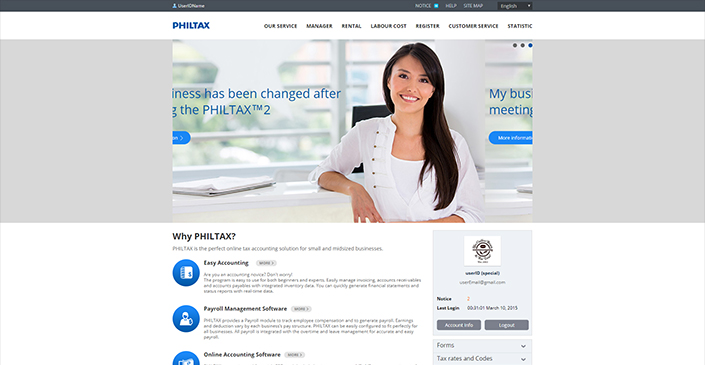 UserIDName
NOTICE HELP SITE MAP English
PHILTAX
OUR SERVICE MANAGER RENTAL LABOUR COST REGISTER CUSTOMER SERVICE STATISTIC
iness has been changed after
g the PHILTAX™2
My busi
meeting
More informatio
Why PHILTAX?
PHILTAX is the perfect online tax accounting solution for small and midsized businesses.
Easy Accounting MORE >
Are you an accounting novice? Don't worry!
The program is easy to use for both beginners and experts. Easily manage invoicing, accounts receivables
and accounts payables with integrated inventory data. You can quickly generate financial statements and
status reports with real-time data.
Payroll Management Software MORE >
PHILTAX provides a Payroll module to track employee compensation and to generate payroll. Earnings
and deduction vary by each business's pay structure. PHILTAX can be easily configured to fit perfectly for
all businesses. All payroll is integrated with the overtime and leave management for accurate and easy
payroll.
Online Accounting Software MORE >
userID (special)
userEmail@gmail.com
Notice 2
Last Login 00:31:01 March 10, 2015
Account Info Logout
Forms
Tax rates and Codes